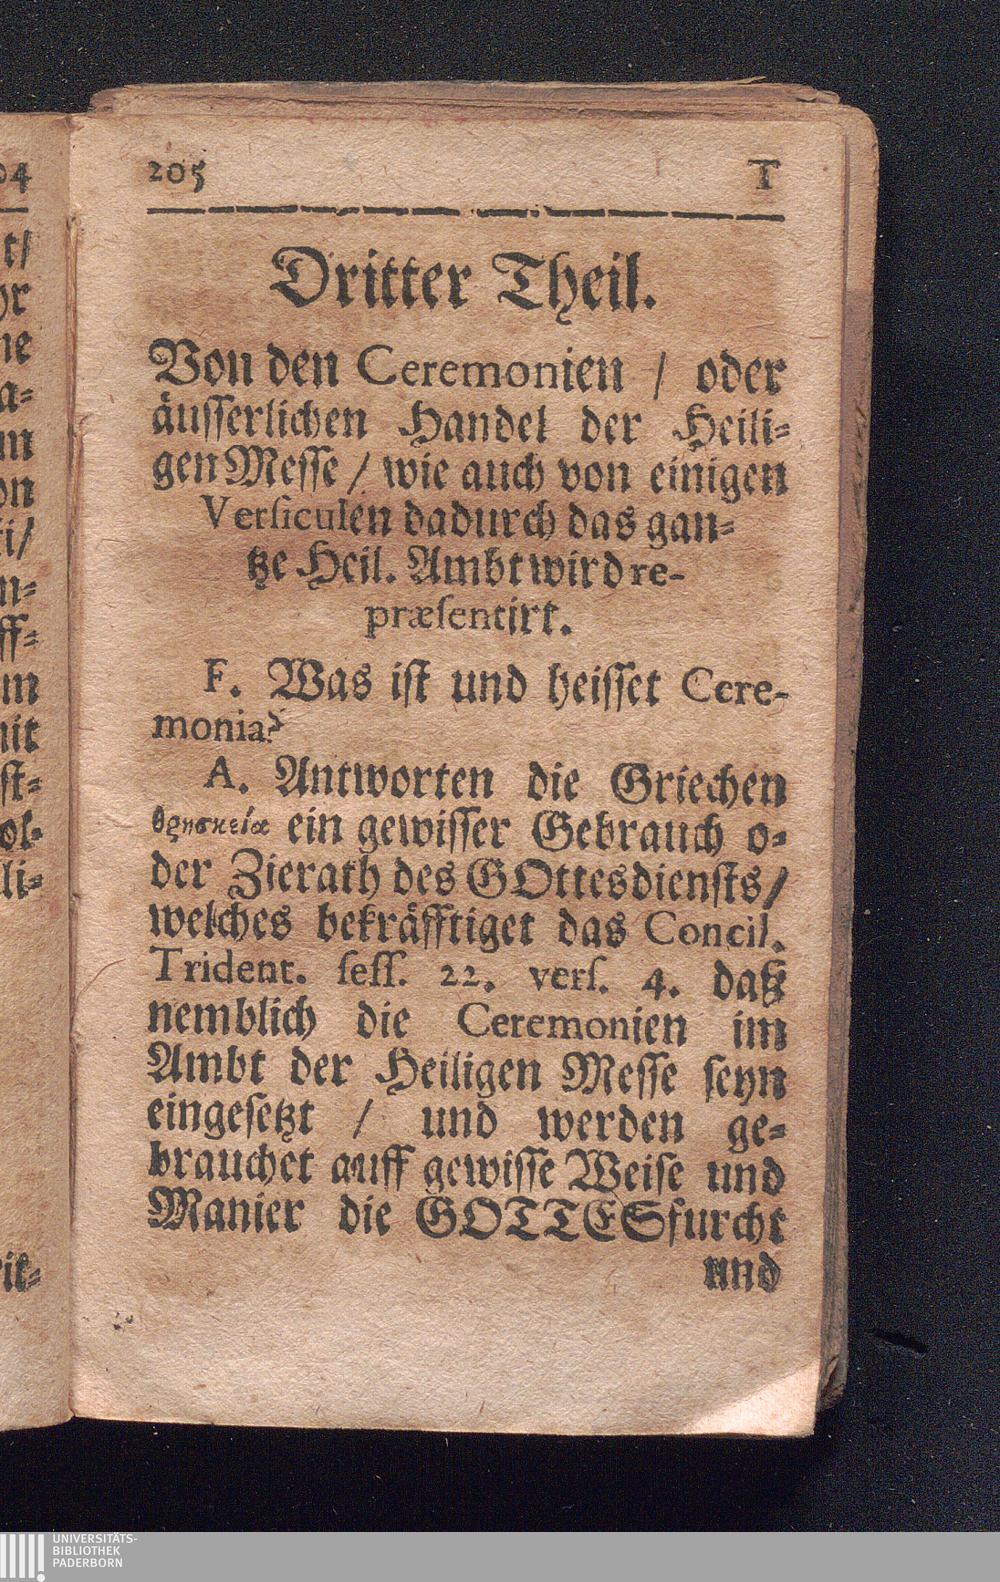 205 T
Dritter Theil.
Von den Ceremonien / oder
äusserlichen Handel der Heili-
gen Messe / wie auch von einigen
Versiculen dadurch das gan-
tze Heil. Ambt wird re-
præsentirt.
F. Was ist und heisset Cere-
monia?
A. Antworten die Griechen
θρησκεία ein gewisser Gebrauch o-
der Zierath des GOttesdiensts /
welches bekräfftiget das Concil.
Trident. sess. 22. vers. 4. daß
nemblich die Ceremonien im
Ambt der Heiligen Messe seyn
eingesetzt / und werden ge-
brauchet auff gewisse Weise und
Manier die GOTTESfurcht
und
UNIVERSITÄTS-
BIBLIOTHEK
PADERBORN